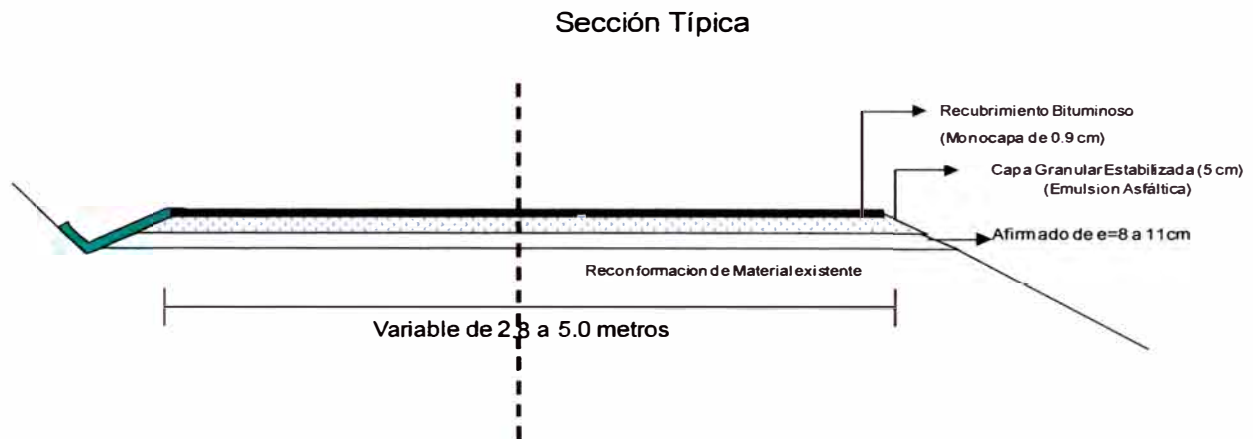 Sección Típica
Recubrimiento Bituminoso
(Monocapa de 0.9 cm)
Capa Granular Estabilizada (5 cm)
(Emulsion Asfáltica)
Afirmado de e=8 a 11cm
Reconformacion de Material existente
Variable de 2.8 a 5.0 metros